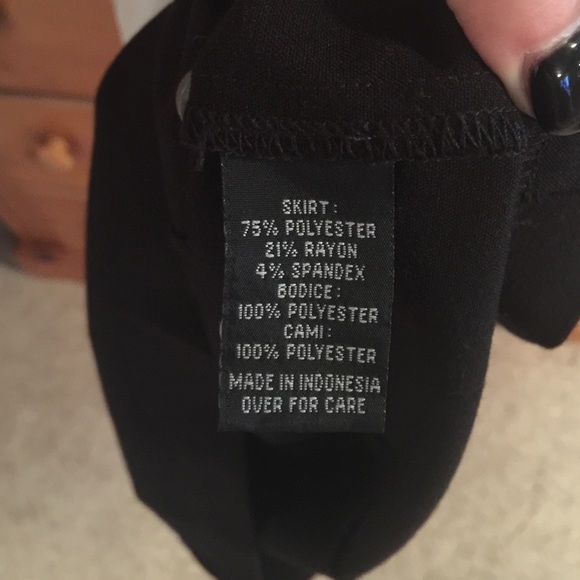 SKIRT:
75% POLYESTER
21% RAYON
4% SPANDEX
BODICE:
100% POLYESTER
CAMI:
100% POLYESTER
MADE IN INDONESIA
OVER FOR CARE